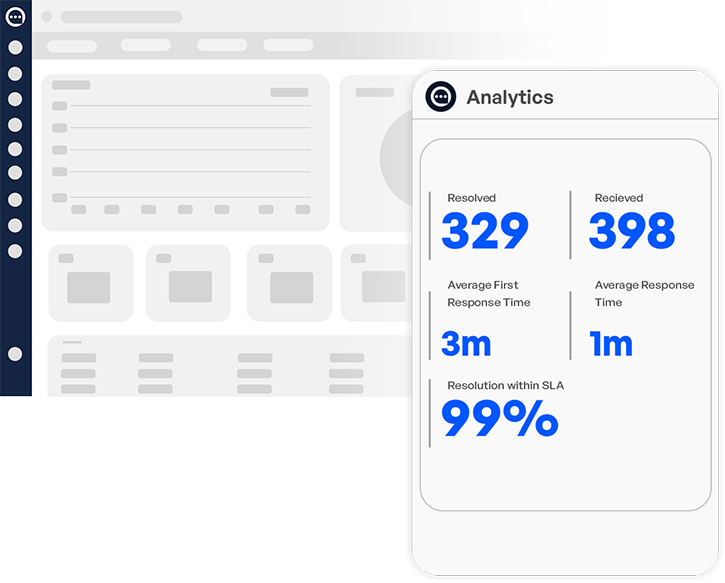 Analytics
Resolved
329
Recieved
398
Average First
Response Time
3m
Average Response
Time
1m
Resolution within SLA
99%